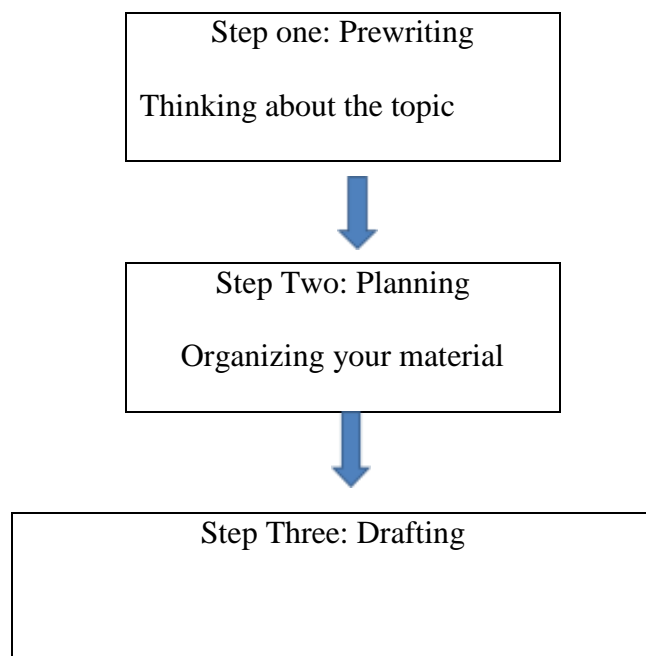 Step one: Prewriting
Thinking about the topic
Step Two: Planning
Organizing your material
Step Three: Drafting